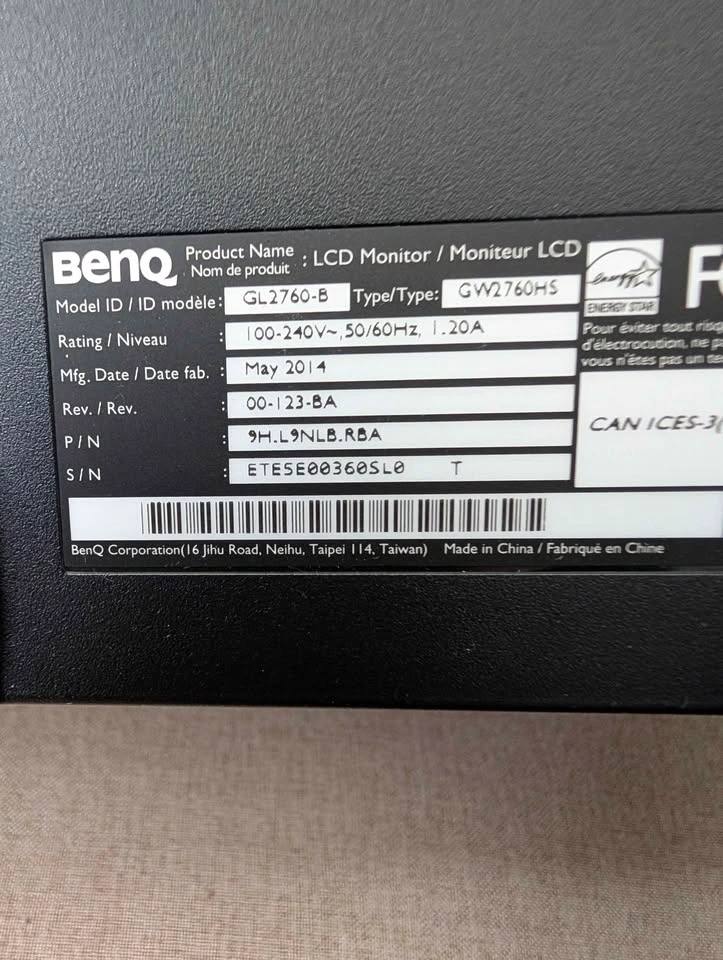 BenQ Product Name / Nom de produit : LCD Monitor / Moniteur LCD
Model ID / ID modèle : GL2760-B Type/Type: GW2760HS
Rating / Niveau : 100-240V~, 50/60Hz, 1.20A
Mfg. Date / Date fab. : May 2014
Rev. / Rev. : 00-123-BA
P / N : 9H.L9NLB.RBA
S / N : ETE5E00360SL0 T
BenQ Corporation(16 Jihu Road, Neihu, Taipei 114, Taiwan) Made in China / Fabriqué en Chine
energy
ENERGY STAR
Pour éviter tout
d'électrocution, ne
vous n'êtes pas un
CAN ICES-3(